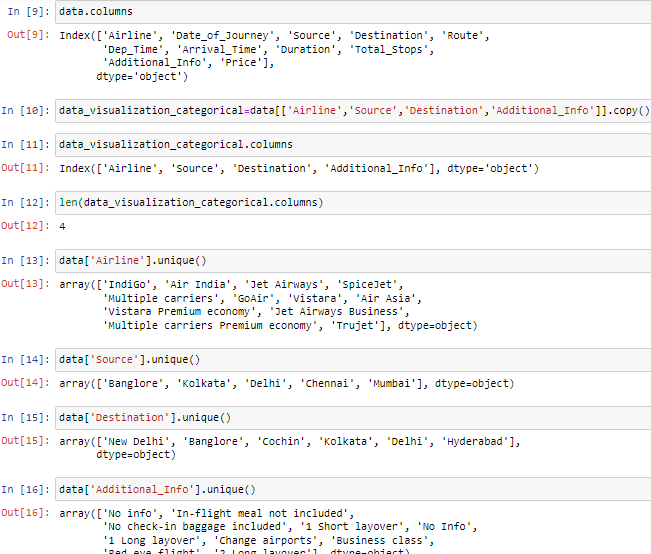 In [9]: data.columns
Out[9]: Index(['Airline', 'Date_of_Journey', 'Source', 'Destination', 'Route',
'Dep_Time', 'Arrival_Time', 'Duration', 'Total_Stops',
'Additional_Info', 'Price'],
dtype='object')
In [10]: data_visualization_categorical=data[['Airline','Source','Destination','Additional_Info']].copy()
In [11]: data_visualization_categorical.columns
Out[11]: Index(['Airline', 'Source', 'Destination', 'Additional_Info'], dtype='object')
In [12]: len(data_visualization_categorical.columns)
Out[12]: 4
In [13]: data['Airline'].unique()
Out[13]: array(['IndiGo', 'Air India', 'Jet Airways', 'SpiceJet',
'Multiple carriers', 'GoAir', 'Vistara', 'Air Asia',
'Vistara Premium economy', 'Jet Airways Business',
'Multiple carriers Premium economy', 'Trujet'], dtype=object)
In [14]: data['Source'].unique()
Out[14]: array(['Banglore', 'Kolkata', 'Delhi', 'Chennai', 'Mumbai'], dtype=object)
In [15]: data['Destination'].unique()
Out[15]: array(['New Delhi', 'Banglore', 'Cochin', 'Kolkata', 'Delhi', 'Hyderabad'],
dtype=object)
In [16]: data['Additional_Info'].unique()
Out[16]: array(['No info', 'In-flight meal not included',
'No check-in baggage included', '1 Short layover', 'No Info',
'1 Long layover', 'Change airports', 'Business class',
'Red-eye flight', '2 Long layover'], dtype=object)